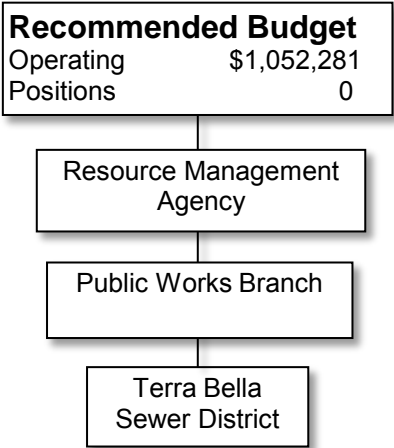 Recommended Budget
Operating $1,052,281
Positions 0
Resource Management
Agency
Public Works Branch
Terra Bella
Sewer District